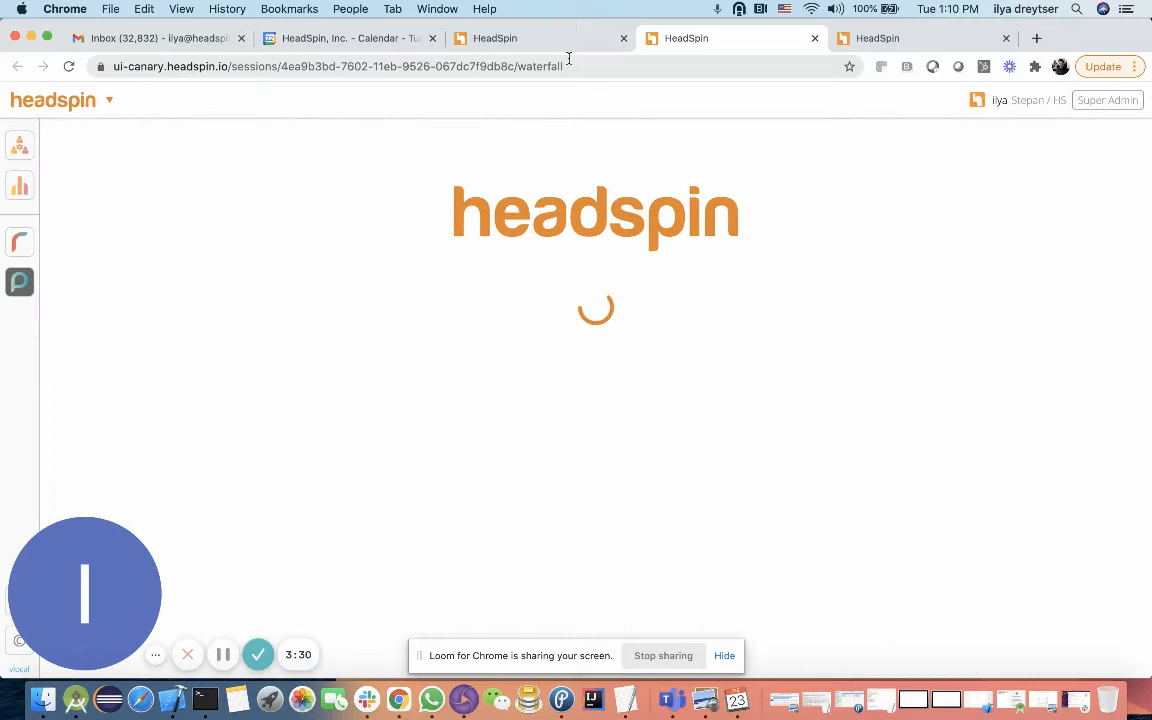 Chrome File Edit View History Bookmarks People Tab Window Help 100% Tue 1:10 PM ilya dreytser
Inbox (32,832) - ilya@headspi HeadSpin, Inc. - Calendar - Tu HeadSpin HeadSpin HeadSpin
ui-canary.headspin.io/sessions/4ea9b3bd-7602-11eb-9526-067dc7f9db8c/waterfall Update
headspin ilya Stepan / HS Super Admin
headspin
I
3:30
Loom for Chrome is sharing your screen. Stop sharing Hide
vlocal